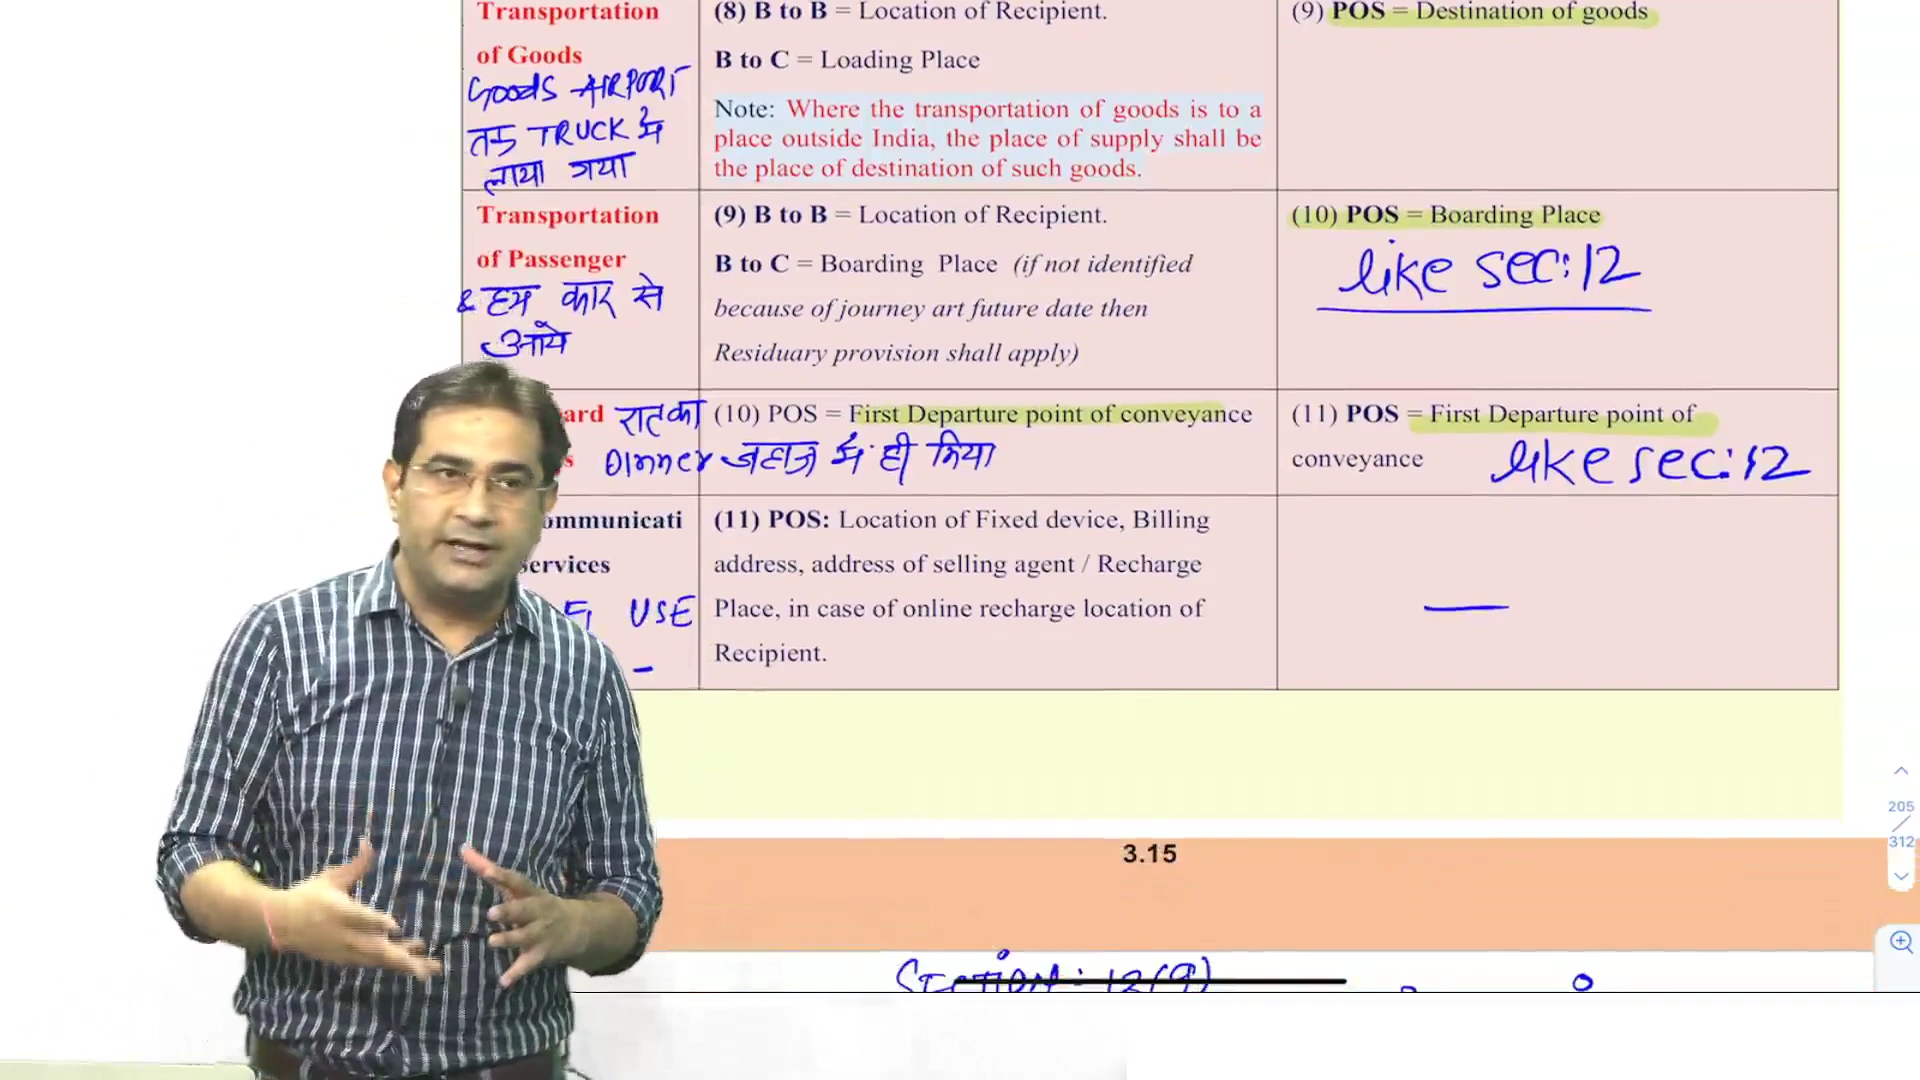 Transportation
of Goods
GOODS AIRPORT
तक TRUCK में
लाया गया
(8) B to B = Location of Recipient.
B to C = Loading Place
Note: Where the transportation of goods is to a
place outside India, the place of supply shall be
the place of destination of such goods.
(9) POS = Destination of goods
Transportation
of Passenger
& हम कार से
आये
(9) B to B = Location of Recipient.
B to C = Boarding Place (if not identified
because of journey art future date then
Residuary provision shall apply)
(10) POS = Boarding Place
like sec:12
ard रात का
Dinner जहाज में ही किया
(10) POS = First Departure point of conveyance
(11) POS = First Departure point of
conveyance
like sec:12
ommunicati
services
USE
(11) POS: Location of Fixed device, Billing
address, address of selling agent / Recharge
Place, in case of online recharge location of
Recipient.
3.15
Section: 12(9)
205
312